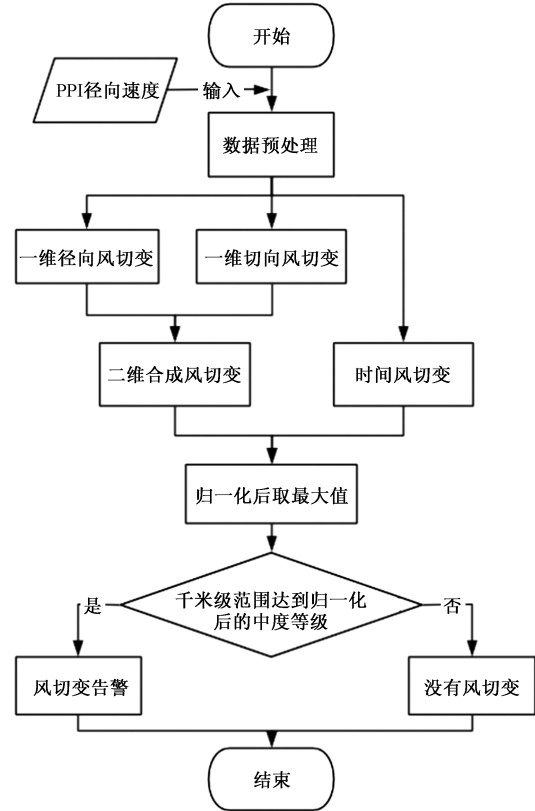 开始
PPI径向速度
输入
数据预处理
一维径向风切变
一维切向风切变
二维合成风切变
时间风切变
归一化后取最大值
千米级范围达到归一化
后的中度等级
是
否
风切变告警
没有风切变
结束